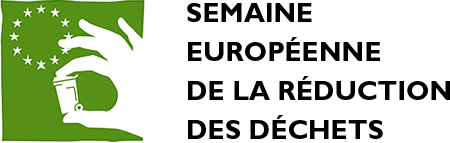 SEMAINE
EUROPÉENNE
DE LA RÉDUCTION
DES DÉCHETS